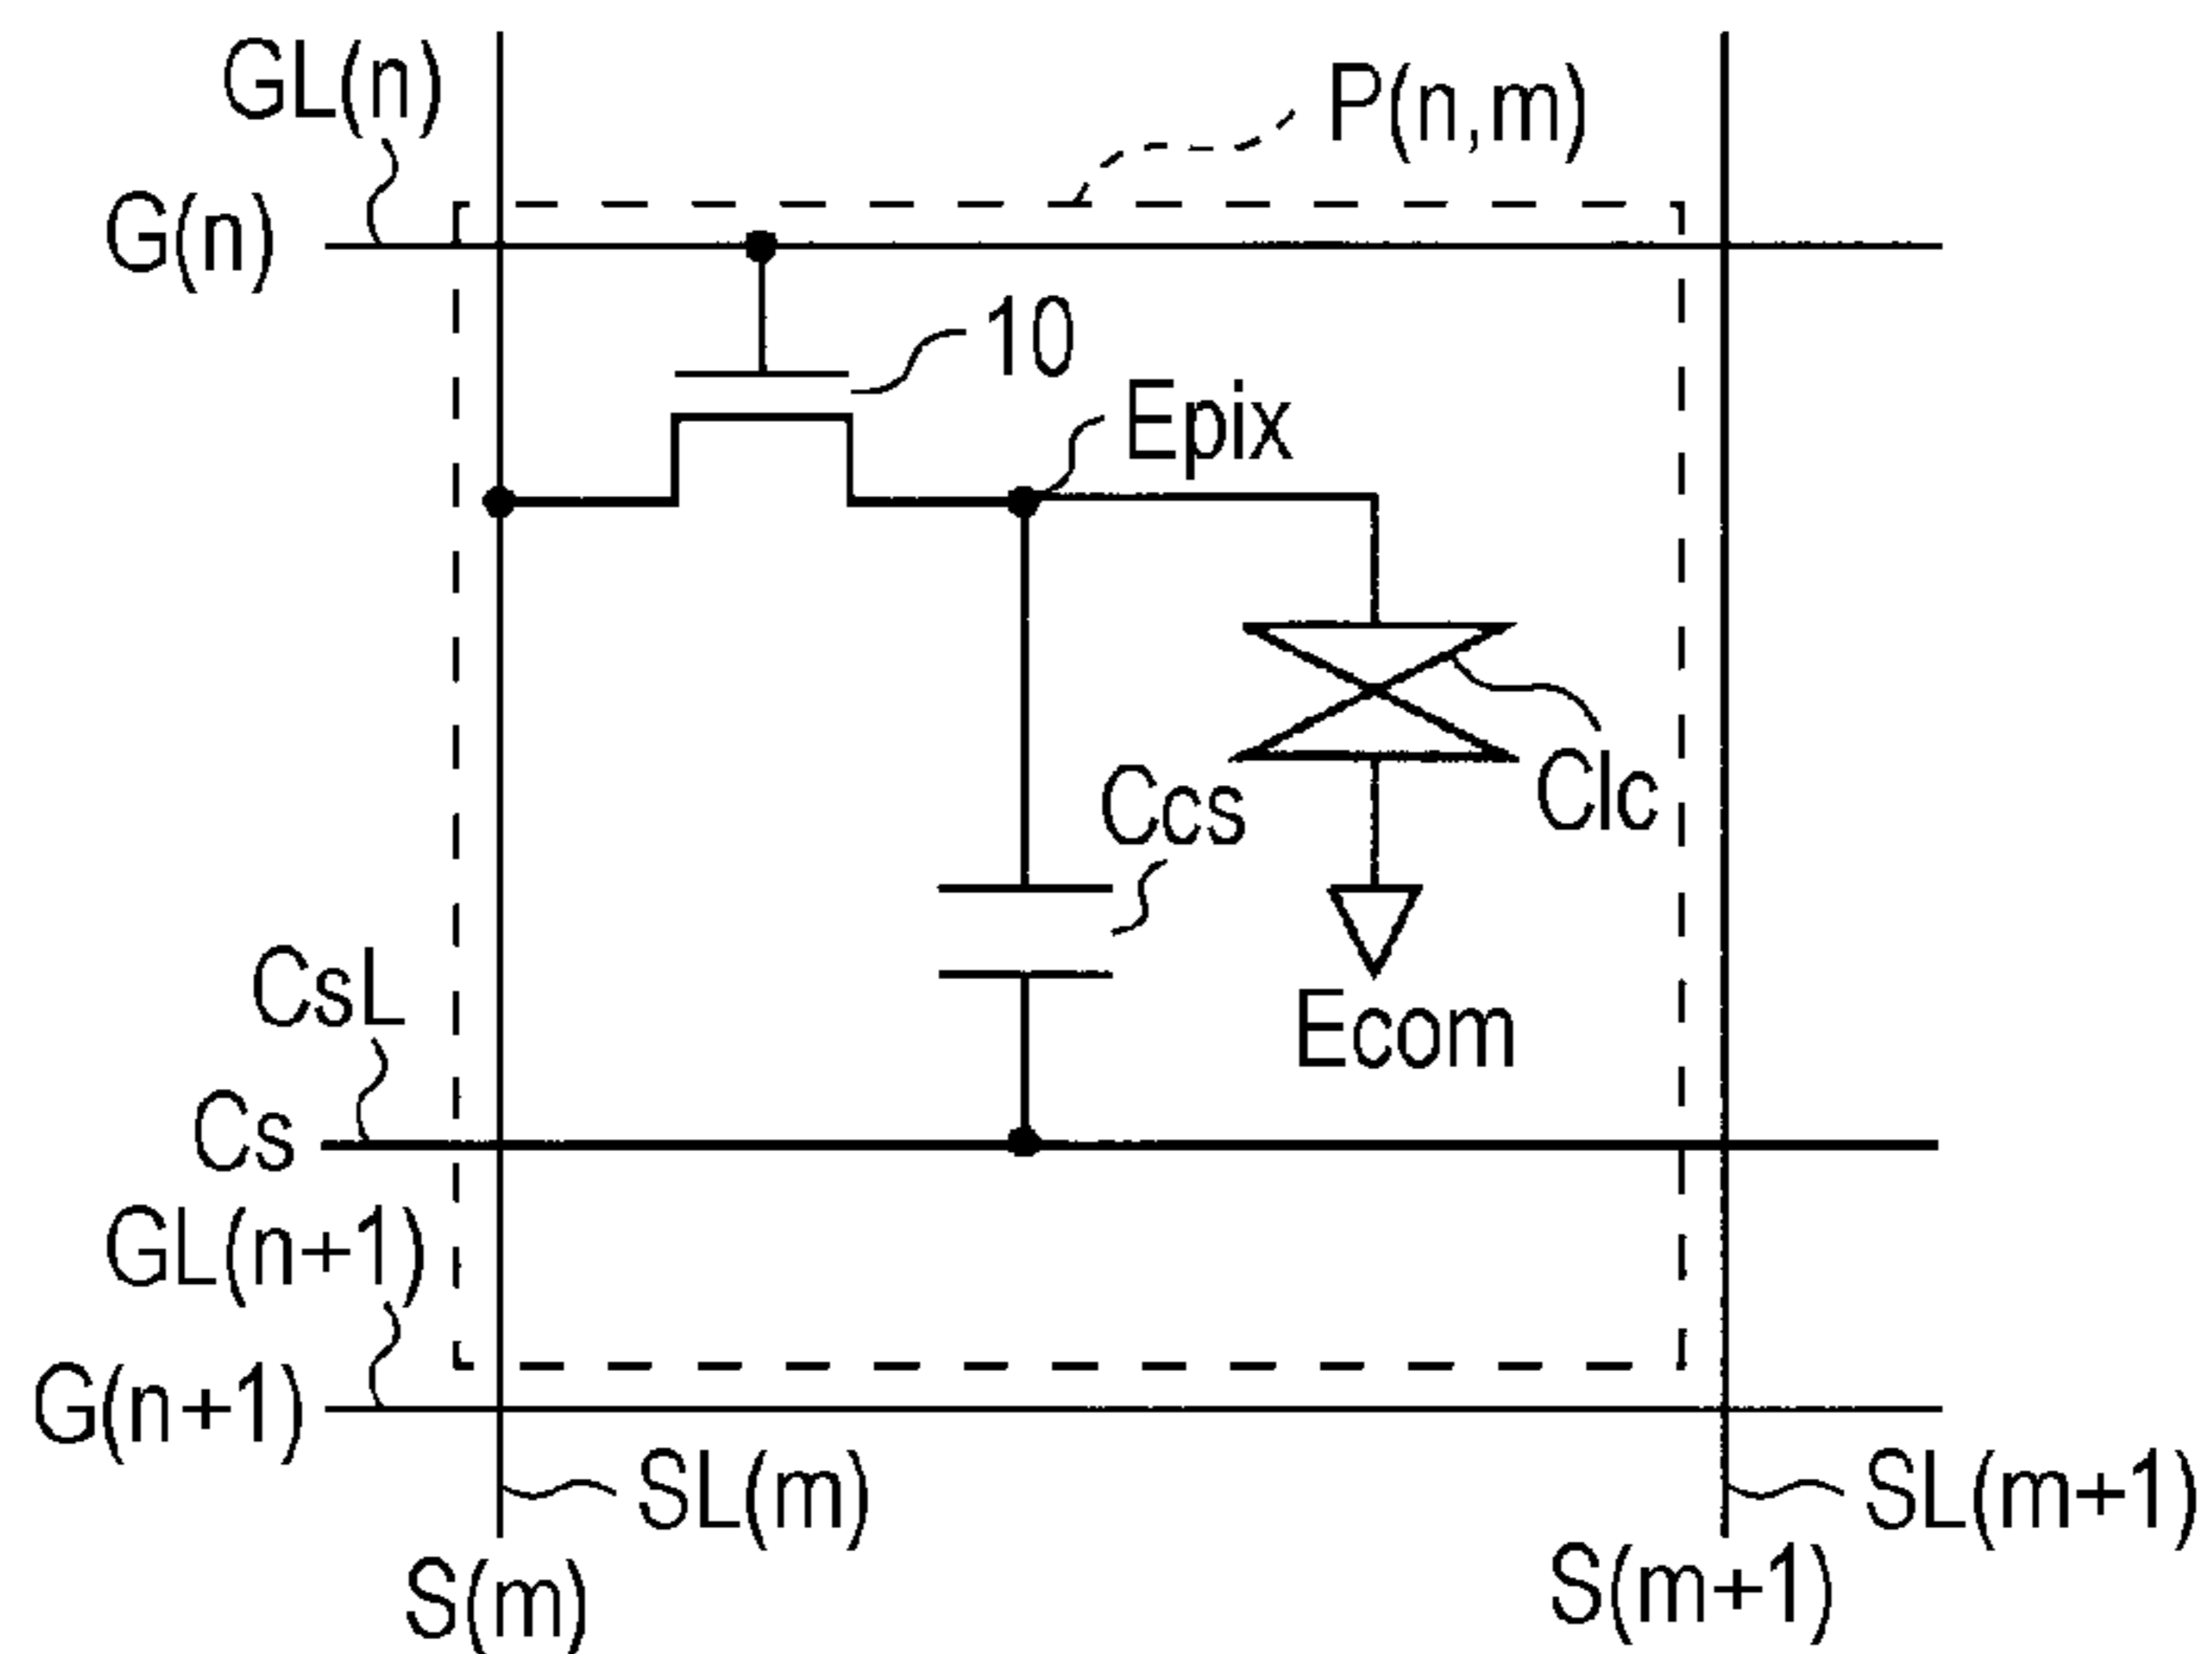 GL(n)
P(n,m)
G(n)
10
Epix
Clc
Ccs
CsL
Ecom
Cs
GL(n+1)
G(n+1)
SL(m)
SL(m+1)
S(m)
S(m+1)